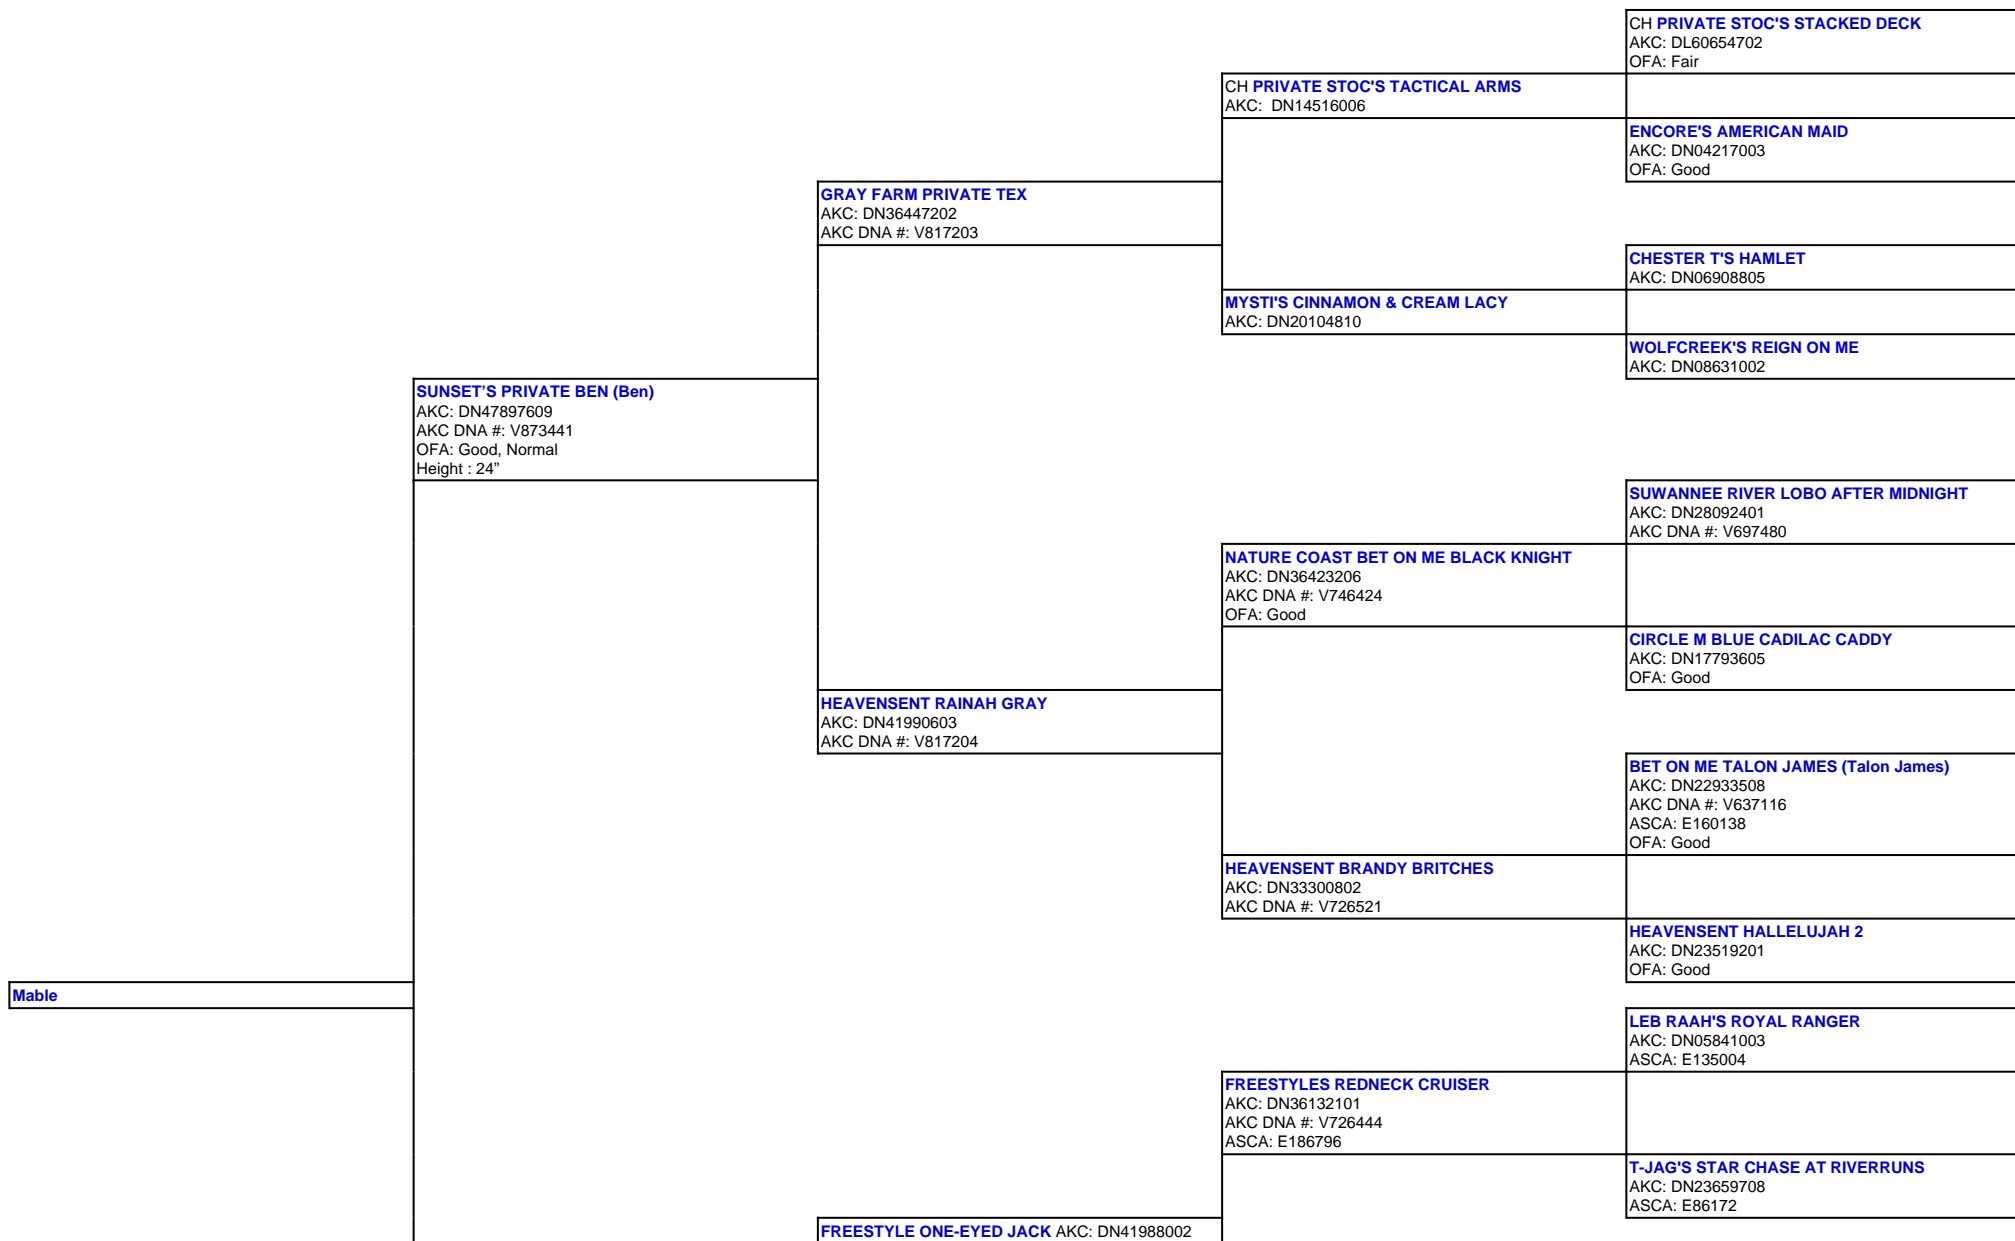 CH PRIVATE STOC'S STACKED DECK
AKC: DL60654702
OFA: Fair
CH PRIVATE STOC'S TACTICAL ARMS
AKC:  DN14516006
ENCORE'S AMERICAN MAID
AKC: DN04217003
OFA: Good
GRAY FARM PRIVATE TEX
AKC: DN36447202
AKC DNA #: V817203
CHESTER T'S HAMLET
AKC: DN06908805
MYSTI'S CINNAMON & CREAM LACY
AKC: DN20104810
WOLFCREEK'S REIGN ON ME
AKC: DN08631002
SUNSET’S PRIVATE BEN (Ben)
AKC: DN47897609
AKC DNA #: V873441
OFA: Good, Normal
Height : 24”
SUWANNEE RIVER LOBO AFTER MIDNIGHT
AKC: DN28092401
AKC DNA #: V697480
NATURE COAST BET ON ME BLACK KNIGHT
AKC: DN36423206
AKC DNA #: V746424
OFA: Good
CIRCLE M BLUE CADILAC CADDY
AKC: DN17793605
OFA: Good
HEAVENSENT RAINAH GRAY
AKC: DN41990603
AKC DNA #: V817204
BET ON ME TALON JAMES (Talon James)
AKC: DN22933508
AKC DNA #: V637116
ASCA: E160138
OFA: Good
HEAVENSENT BRANDY BRITCHES
AKC: DN33300802
AKC DNA #: V726521
HEAVENSENT HALLELUJAH 2
AKC: DN23519201
OFA: Good
Mable
LEB RAAH'S ROYAL RANGER
AKC: DN05841003
ASCA: E135004
FREESTYLES REDNECK CRUISER
AKC: DN36132101
AKC DNA #: V726444
ASCA: E186796
T-JAG'S STAR CHASE AT RIVERRUNS
AKC: DN23659708
ASCA: E86172
FREESTYLE ONE-EYED JACK AKC: DN41988002